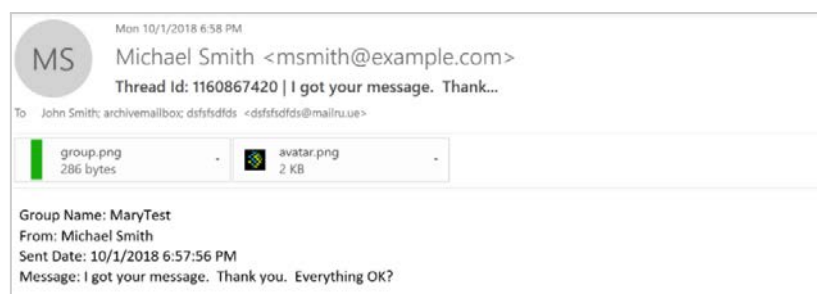 Mon 10/1/2018 6:58 PM
MS
Michael Smith <msmith@example.com>
Thread Id: 1160867420 | I got your message.  Thank...
To John Smith; archivemailbox; dsfsfsdfds <dsfsfsdfds@mailru.ue>
group.png
286 bytes
avatar.png
2 KB
Group Name: MaryTest
From: Michael Smith
Sent Date: 10/1/2018 6:57:56 PM
Message: I got your message.  Thank you.  Everything OK?